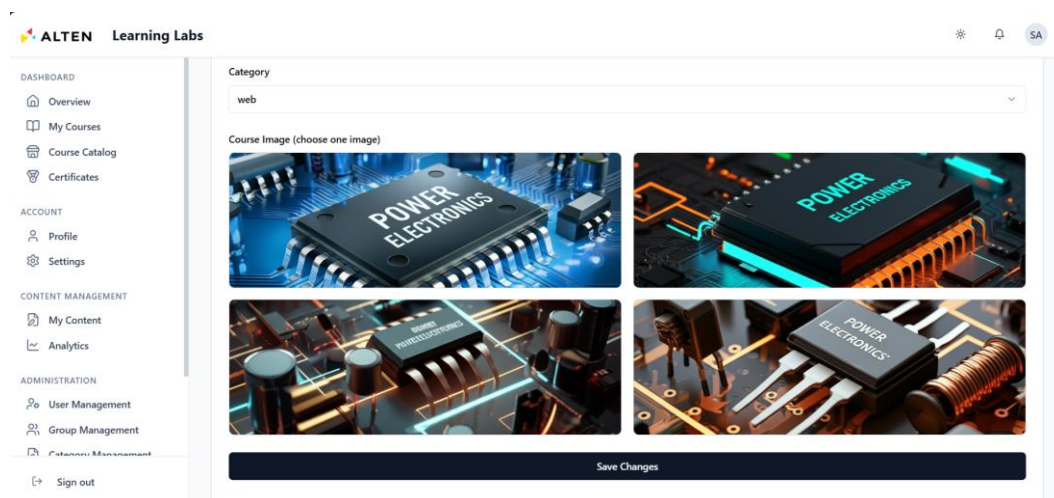 ALTEN Learning Labs
SA
DASHBOARD
Overview
My Courses
Course Catalog
Certificates
ACCOUNT
Profile
Settings
CONTENT MANAGEMENT
My Content
Analytics
ADMINISTRATION
User Management
Group Management
Category Management
Sign out
Category
web
Course Image (choose one image)
POWER
ELECTRONICS
POWER
ELECTRONICS
POWER
ELECTRONICS
Save Changes